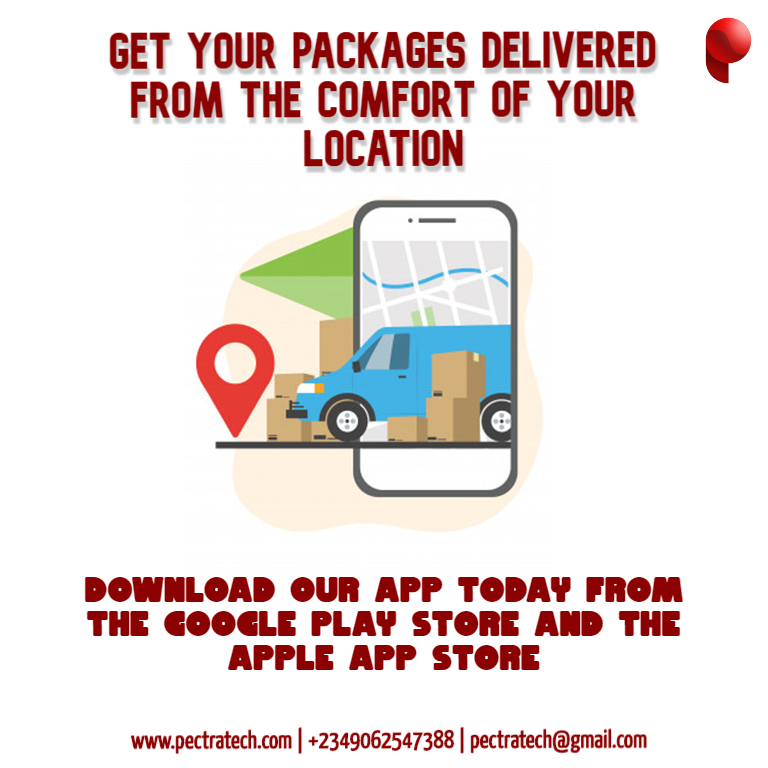 GET YOUR PACKAGES DELIVERED
FROM THE COMFORT OF YOUR
LOCATION
DOWNLOAD OUR APP TODAY FROM
THE GOOGLE PLAY STORE AND THE
APPLE APP STORE
www.pectratech.com | +2349062547388 | pectratech@gmail.com